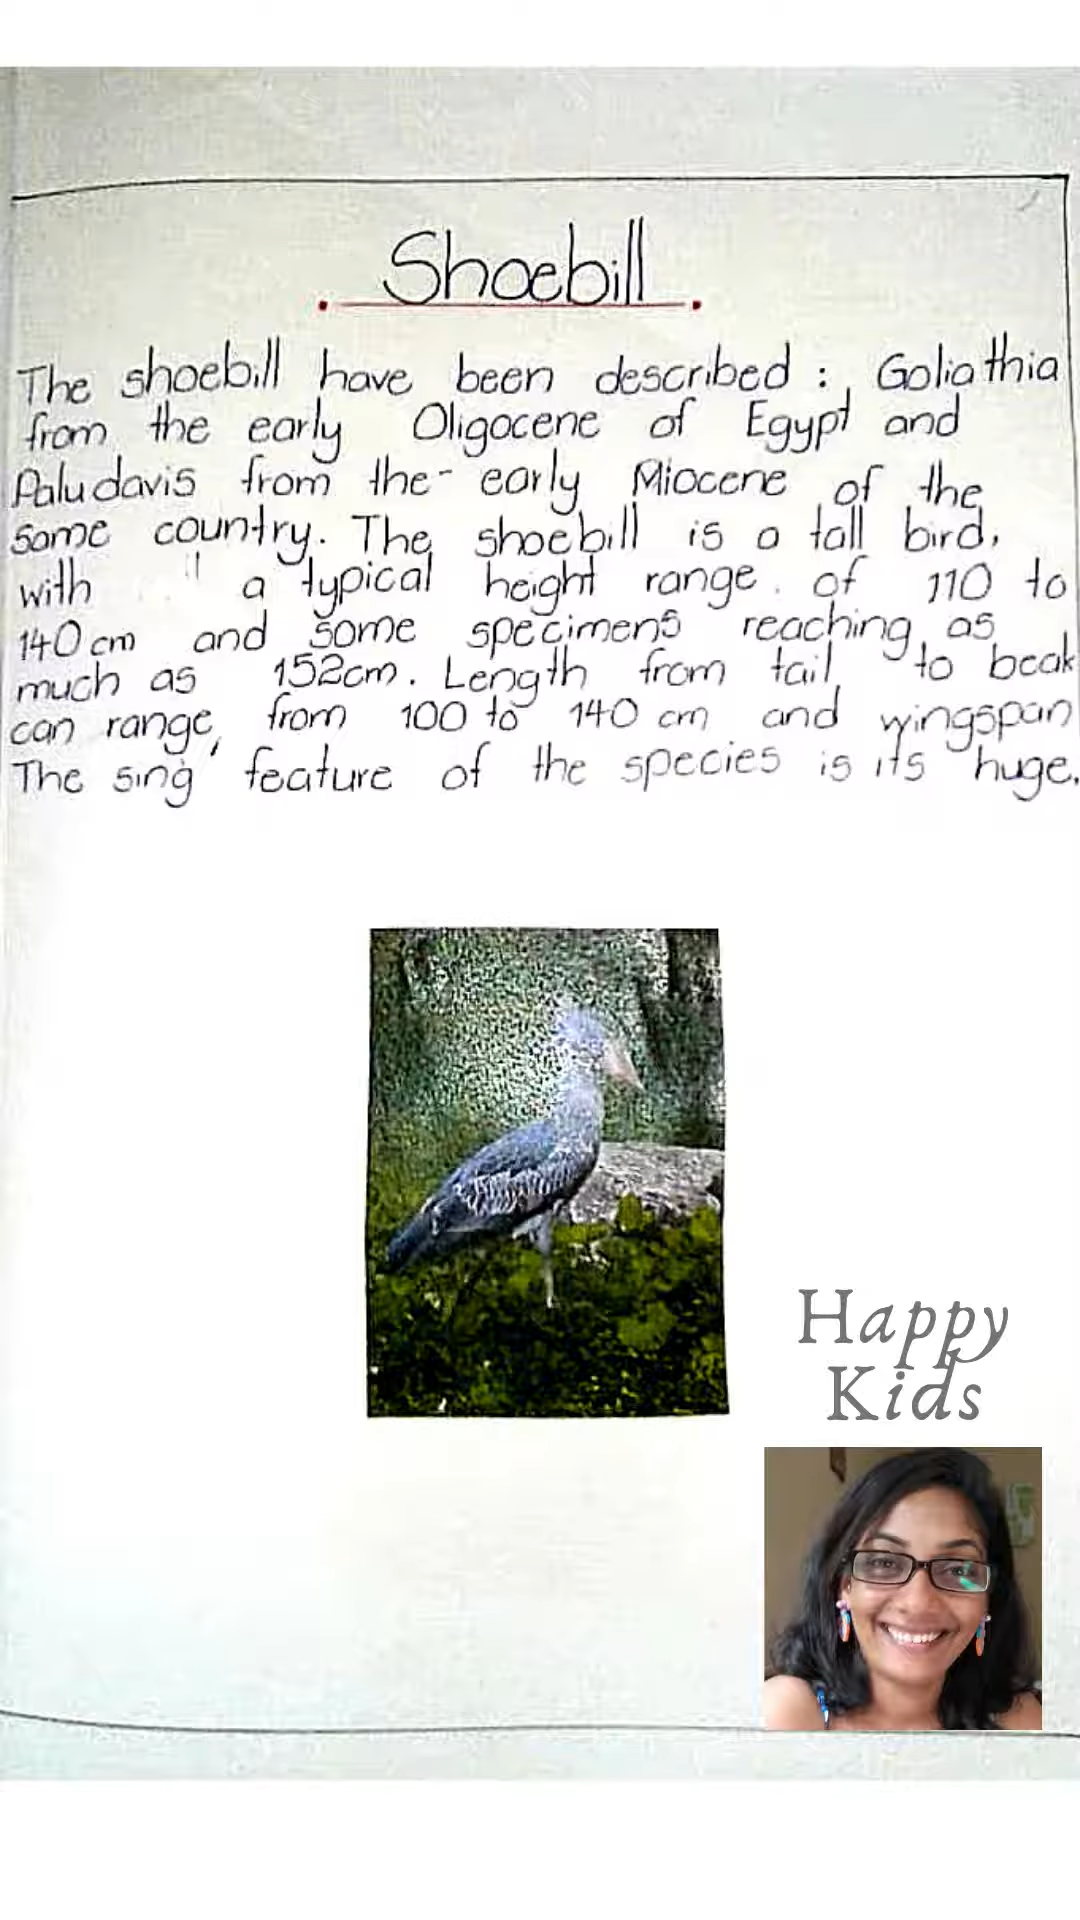 Shoebill
The shoebill have been described : Goliathia
from the early Oligocene of Egypt and
Paludavis from the - early Miocene of the
same country. The shoebill is a tall bird,
with a typical height range of 110 to
140 cm and some specimens reaching as
much as 152cm. Length from tail to beak
can range, from 100 to 140 cm and wingspan
The sing feature of the species is its huge.
Happy
Kids